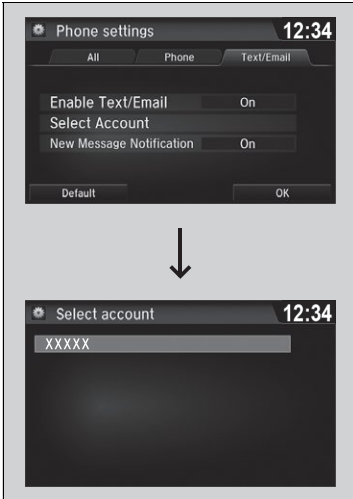 Phone settings 12:34
All Phone Text/Email
Enable Text/Email On
Select Account
New Message Notification On
Default OK
Select account 12:34
XXXXX